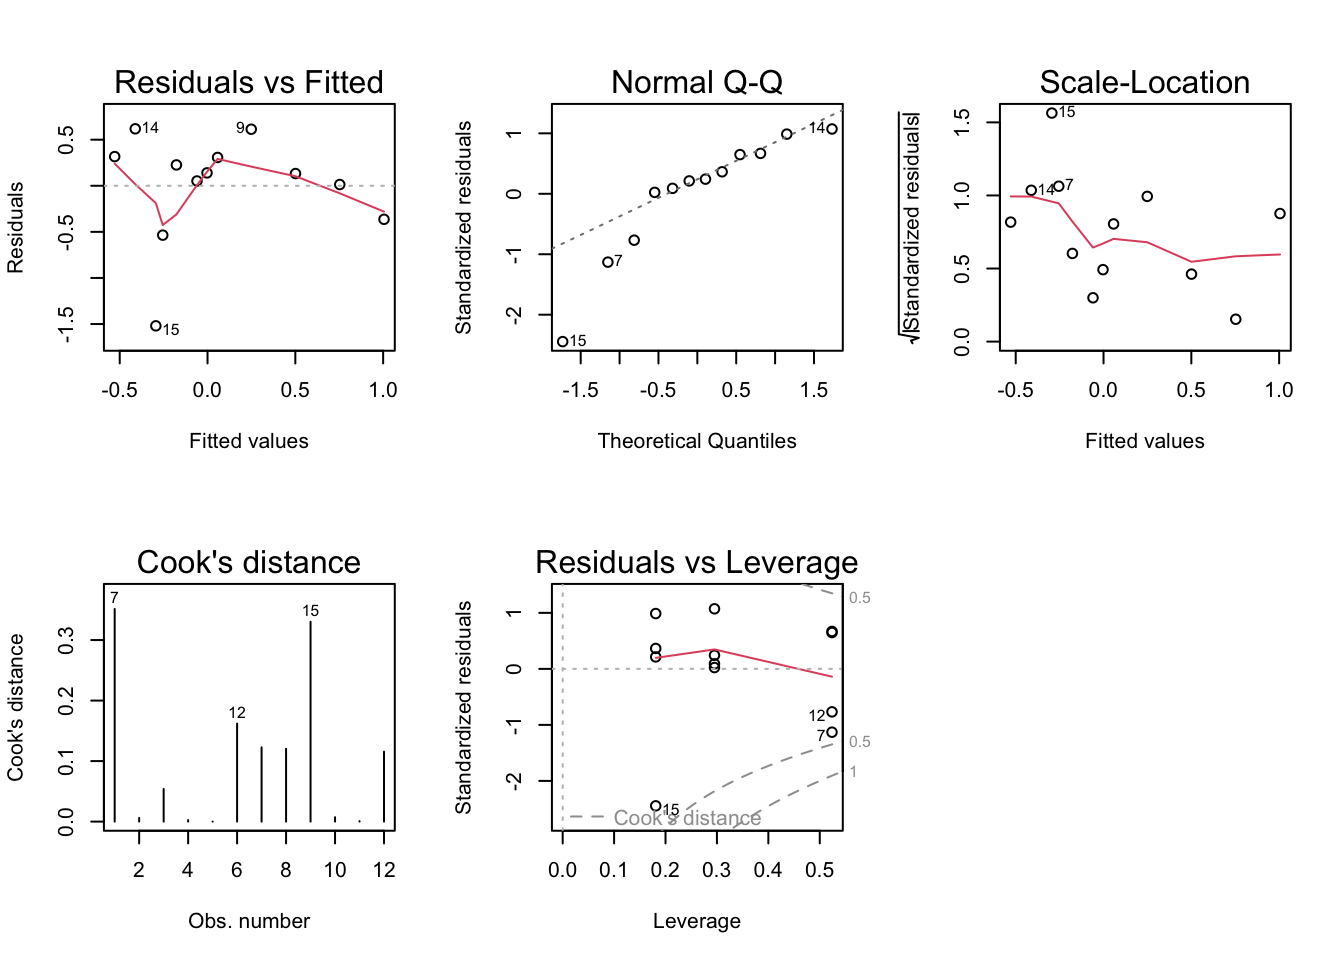 Residuals vs Fitted
Residuals
0.5
-0.5
-1.5
14
9
15
-0.5 0.0 0.5 1.0
Fitted values
Normal Q-Q
Standardized residuals
1
0
-1
-2
14
7
15
-1.5 -0.5 0.5 1.5
Theoretical Quantiles
Scale-Location
√|Standardized residuals|
1.5
1.0
0.5
0.0
15
14
7
-0.5 0.0 0.5 1.0
Fitted values
Cook's distance
Cook's distance
0.3
0.2
0.1
0.0
7
15
12
2 4 6 8 10 12
Obs. number
Residuals vs Leverage
Standardized residuals
1
0
-1
-2
0.5
12
7
0.5
1
15
Cook's distance
0.0 0.1 0.2 0.3 0.4 0.5
Leverage